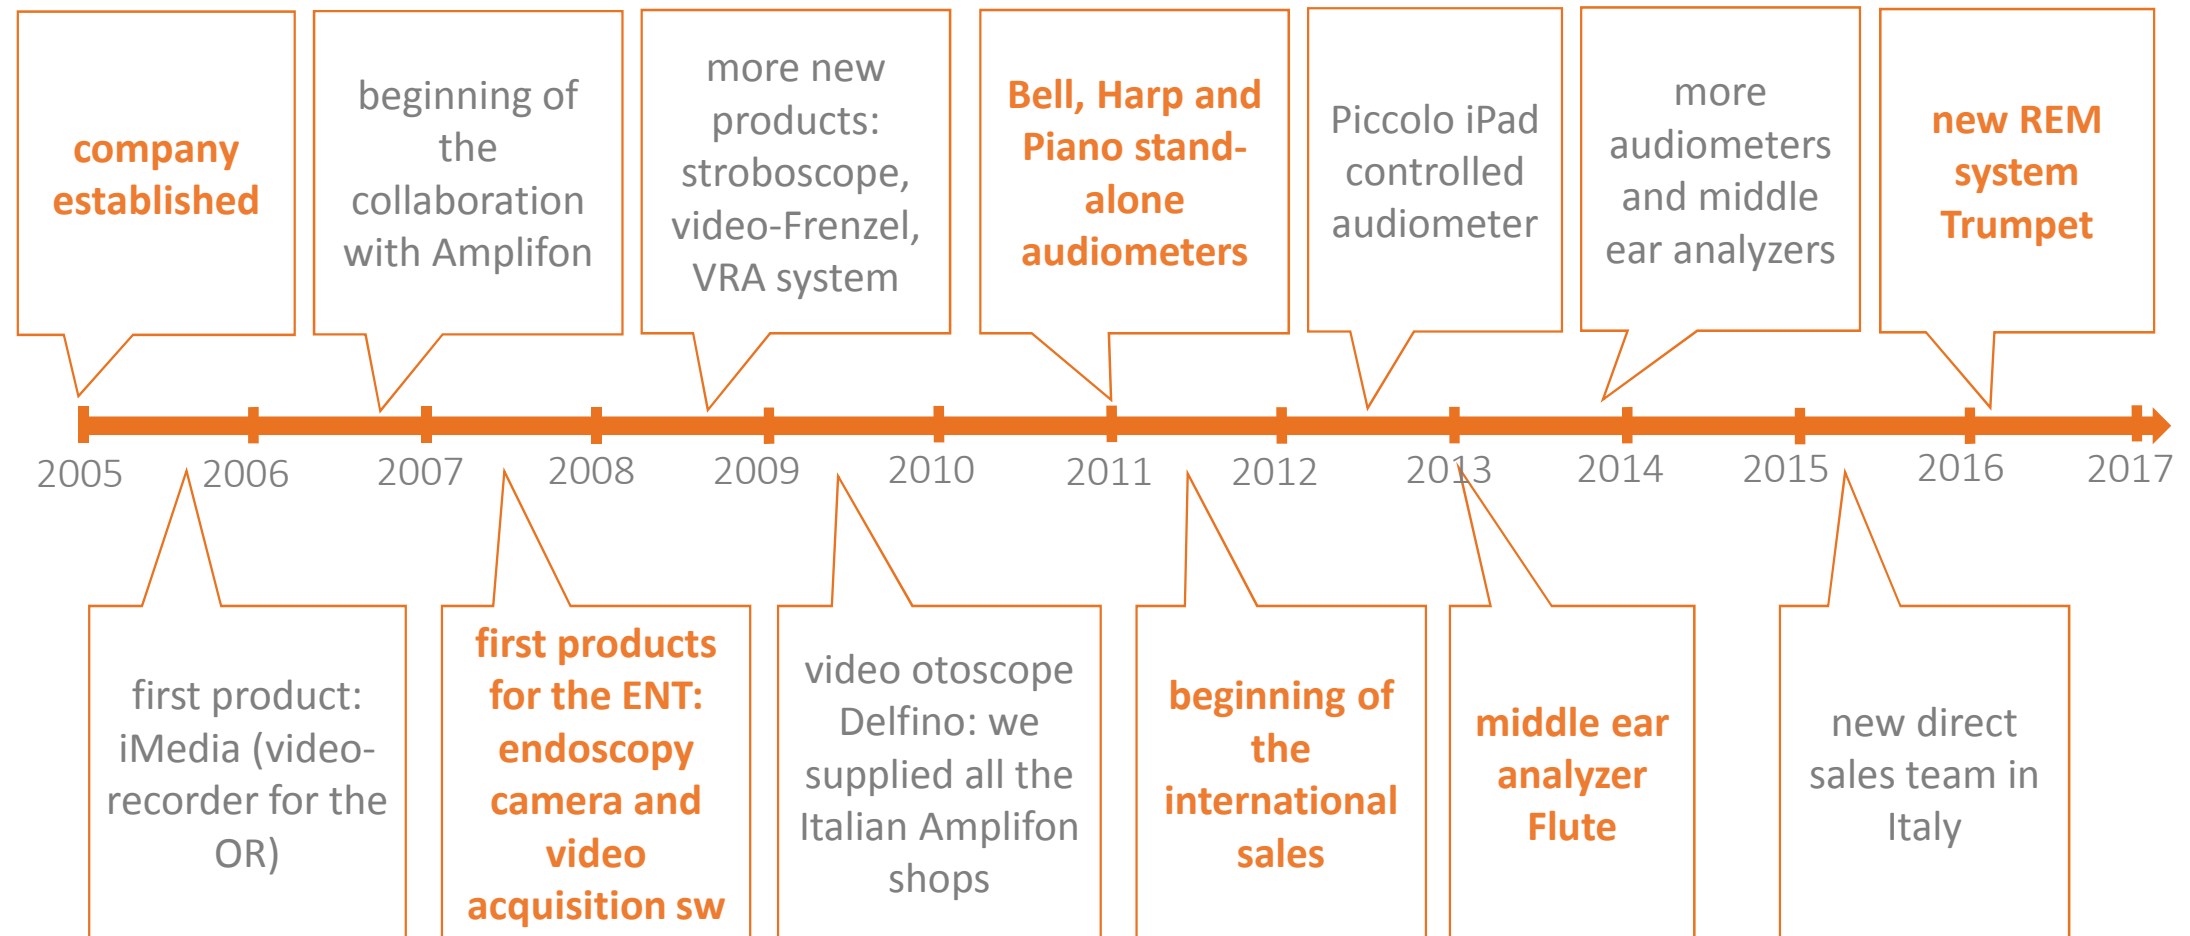 company
established
beginning of
the
collaboration
with Amplifon
more new
products:
stroboscope,
video-Frenzel,
VRA system
Bell, Harp and
Piano stand-
alone
audiometers
Piccolo iPad
controlled
audiometer
more
audiometers
and middle
ear analyzers
new REM
system
Trumpet
2005 2006 2007 2008 2009 2010 2011 2012 2013 2014 2015 2016 2017
first product:
iMedia (video-
recorder for the
OR)
first products
for the ENT:
endoscopy
camera and
video
acquisition sw
video otoscope
Delfino: we
supplied all the
Italian Amplifon
shops
beginning of
the
international
sales
middle ear
analyzer
Flute
new direct
sales team in
Italy